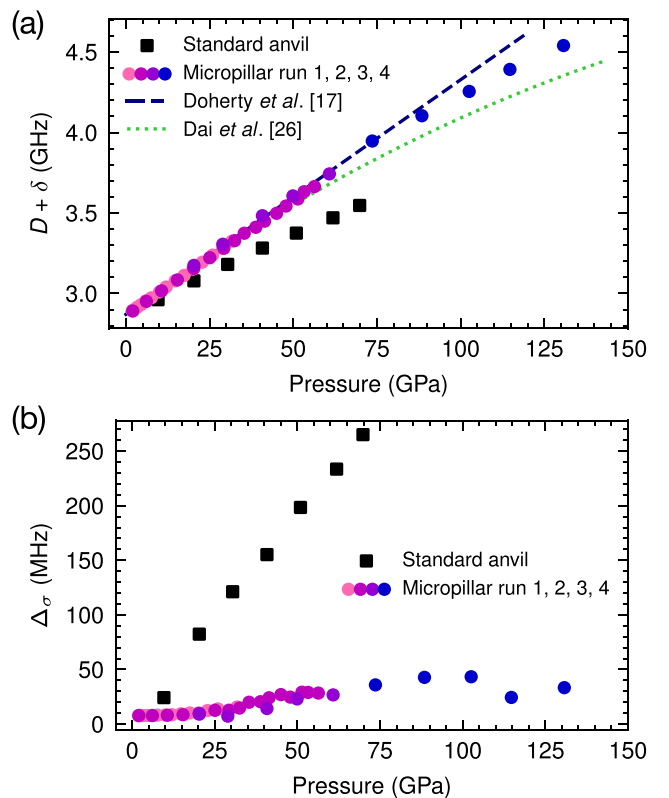 (a)
4.5
4.0
3.5
3.0
D + δ (GHz)
Standard anvil
Micropillar run 1, 2, 3, 4
Doherty et al. [17]
Dai et al. [26]
0 25 50 75 100 125 150
Pressure (GPa)
(b)
250
200
150
100
50
0
Δσ (MHz)
Standard anvil
Micropillar run 1, 2, 3, 4
0 25 50 75 100 125 150
Pressure (GPa)